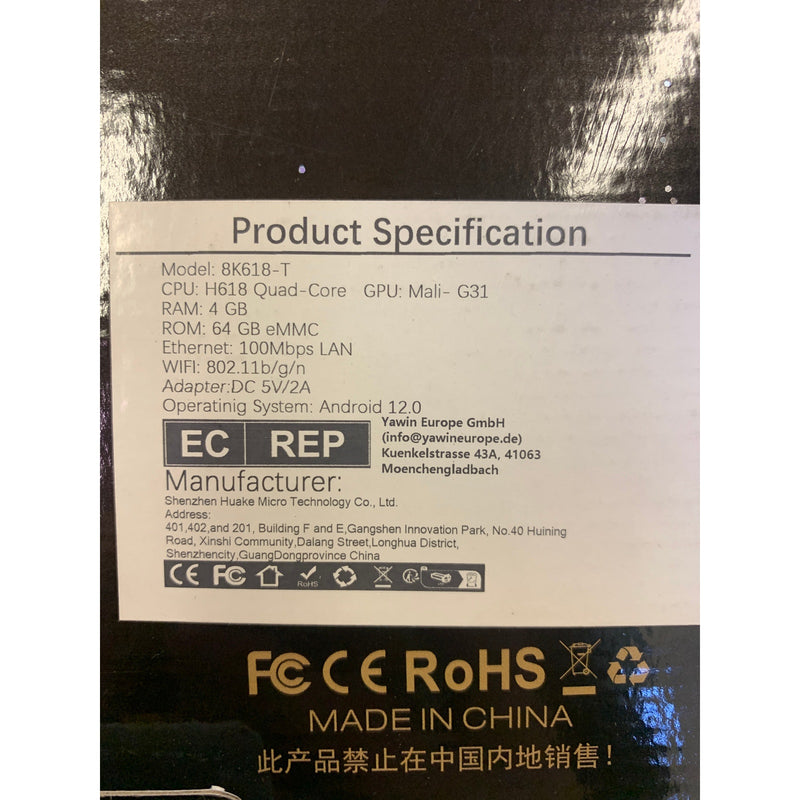 Product Specification
Model: 8K618-T
CPU: H618 Quad-Core GPU: Mali- G31
RAM: 4 GB
ROM: 64 GB eMMC
Ethernet: 100Mbps LAN
WIFI: 802.11b/g/n
Adapter:DC 5V/2A
Operatinig System: Android 12.0
EC REP
Yawin Europe GmbH
(info@yawineurope.de)
Kuenkelstrasse 43A, 41063
Moenchengladbach
Manufacturer:
Shenzhen Huake Micro Technology Co., Ltd.
Address:
401,402,and 201, Building F and E,Gangshen Innovation Park, No.40 Huining
Road, Xinshi Community,Dalang Street,Longhua District,
Shenzhencity,GuangDongprovince China
CE FC RoHS
FC CE RoHS
MADE IN CHINA
此产品禁止在中国内地销售!